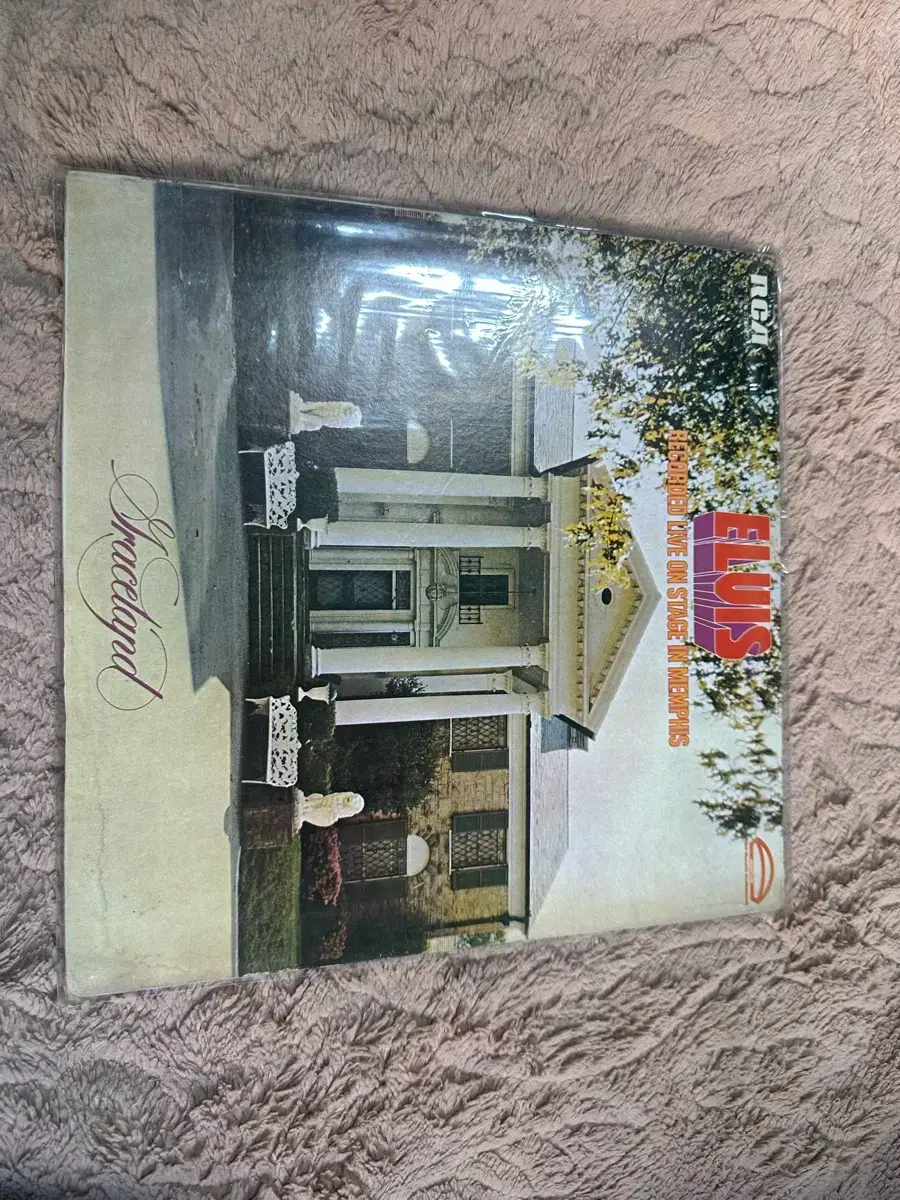 RCA
ELVIS
RECORDED LIVE ON STAGE IN MEMPHIS
Graceland